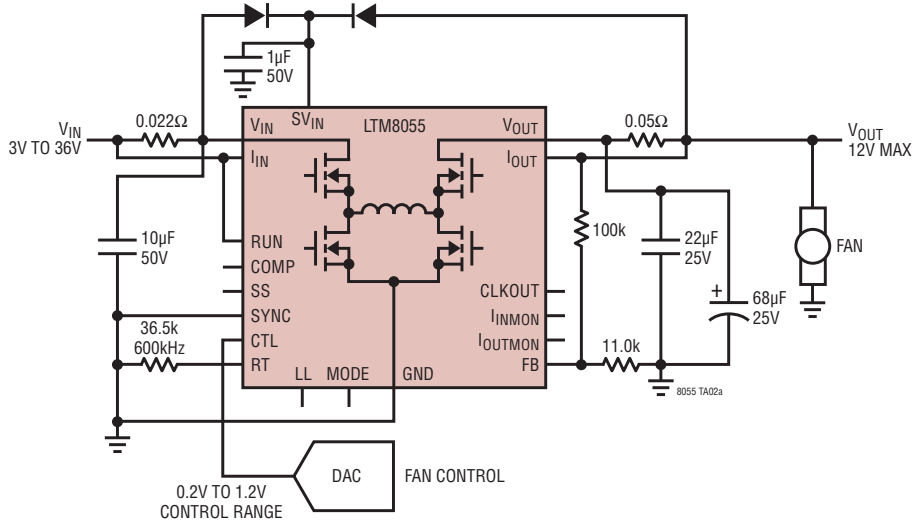 1µF
50V
V_IN
3V TO 36V
0.022Ω
V_IN
SV_IN
LTM8055
V_OUT
0.05Ω
V_OUT
12V MAX
I_IN
I_OUT
10µF
50V
RUN
COMP
SS
SYNC
CTL
RT
36.5k
600kHz
100k
22µF
25V
FAN
+
68µF
25V
CLKOUT
I_INMON
I_OUTMON
FB
11.0k
LL
MODE
GND
8055 TA02a
DAC
FAN CONTROL
0.2V TO 1.2V
CONTROL RANGE